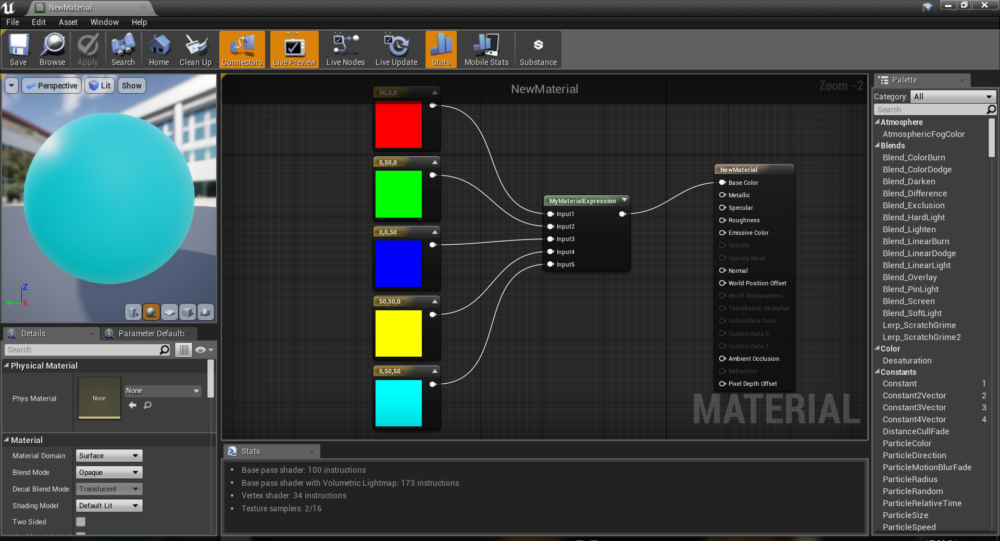 NewMaterial
File Edit Asset Window Help
Save Browse Apply Search Home Clean Up Connectors Live Preview Live Nodes Live Update Stats Mobile Stats Substance
Perspective Lit Show
Z
Y X
Details Parameter Defaults
Search
Physical Material
Phys Material None None
Material
Material Domain Surface
Blend Mode Opaque
Decal Blend Mode Translucent
Shading Model Default Lit
Two Sided
NewMaterial Zoom -2
50,0,0
0,50,0
0,0,50
50,50,0
0,50,50
MyMaterialExpression
Input1
Input2
Input3
Input4
Input5
NewMaterial
Base Color
Metallic
Specular
Roughness
Emissive Color
Opacity
Opacity Mask
Normal
World Position Offset
World Displacement
Tessellation Multiplier
Subsurface Color
Custom Data 0
Custom Data 1
Ambient Occlusion
Refraction
Pixel Depth Offset
MATERIAL
Stats
Base pass shader: 100 instructions
Base pass shader with Volumetric Lightmap: 173 instructions
Vertex shader: 34 instructions
Texture samplers: 2/16
Palette
Category: All
Search
Atmosphere
AtmosphericFogColor
Blends
Blend_ColorBurn
Blend_ColorDodge
Blend_Darken
Blend_Difference
Blend_Exclusion
Blend_HardLight
Blend_Lighten
Blend_LinearBurn
Blend_LinearDodge
Blend_LinearLight
Blend_Overlay
Blend_PinLight
Blend_Screen
Blend_SoftLight
Lerp_ScratchGrime
Lerp_ScratchGrime2
Color
Desaturation
Constants
Constant 1
Constant2Vector 2
Constant3Vector 3
Constant4Vector 4
DistanceCullFade
ParticleColor
ParticleDirection
ParticleMotionBlurFade
ParticleRadius
ParticleRandom
ParticleRelativeTime
ParticleSize
ParticleSpeed